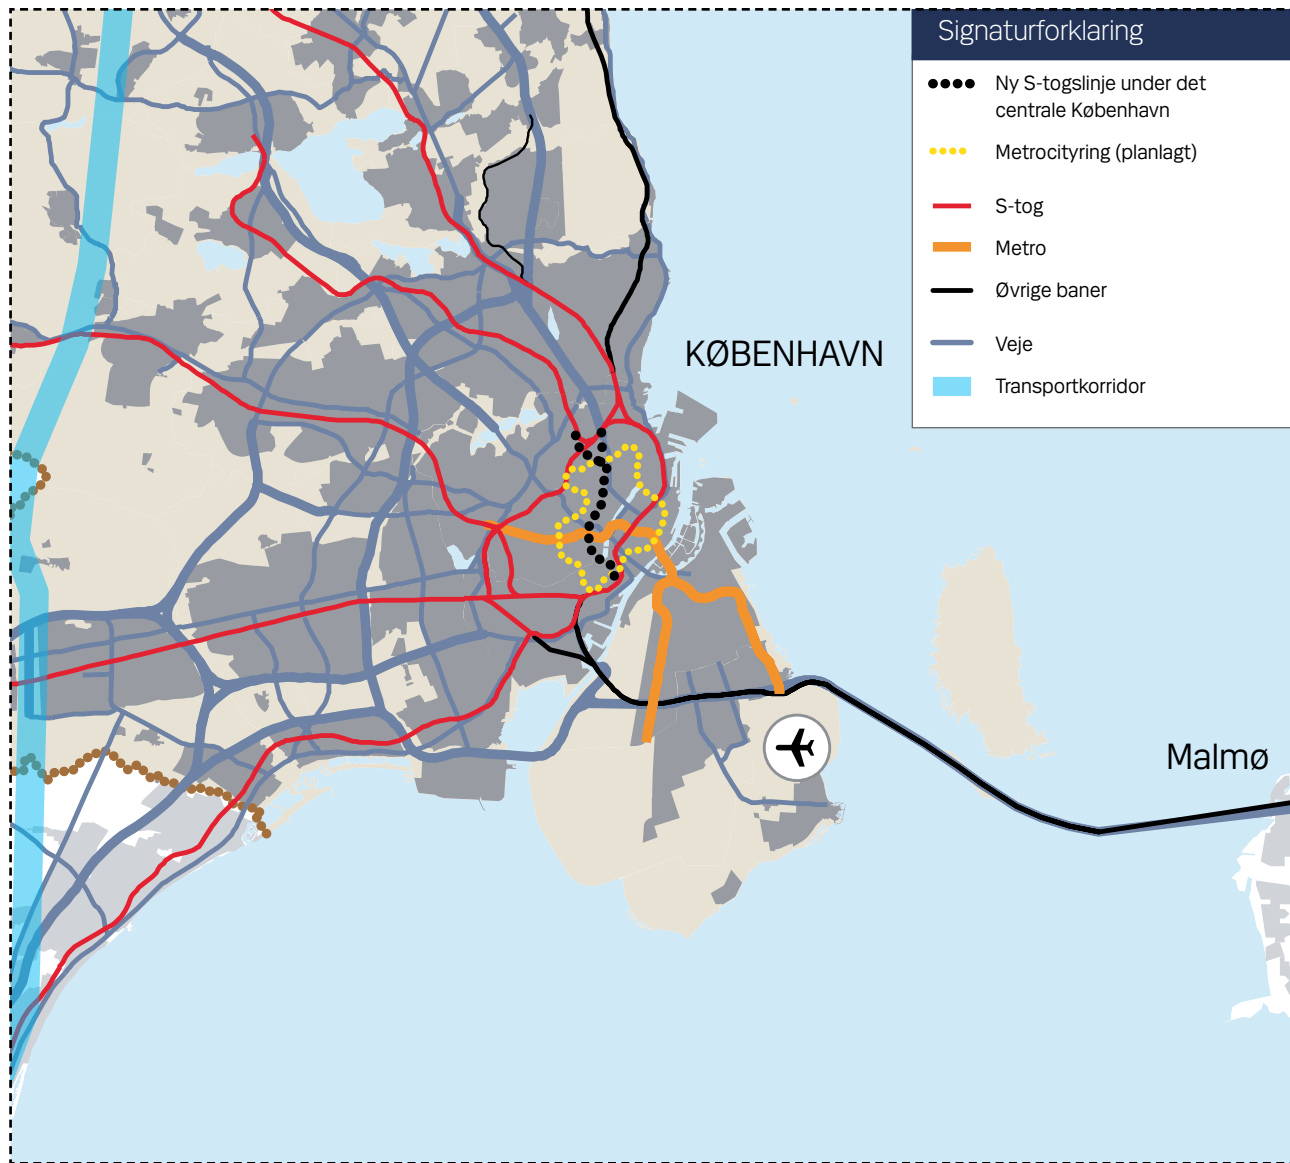 Signaturforklaring
Ny S-togslinje under det
centrale København
Metrocityring (planlagt)
S-tog
Metro
Øvrige baner
Veje
Transportkorridor
KØBENHAVN
Malmø